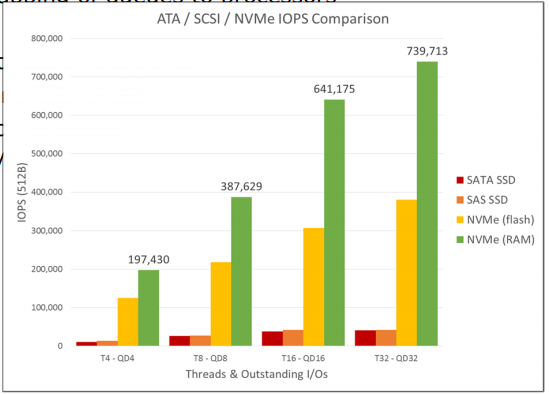 ATA / SCSI / NVMe IOPS Comparison
800,000
700,000
600,000
500,000
400,000
300,000
200,000
100,000
0
IOPS (512B)
197,430
387,629
641,175
739,713
T4 - QD4
T8 - QD8
T16 - QD16
T32 - QD32
Threads & Outstanding I/Os
SATA SSD
SAS SSD
NVMe (flash)
NVMe (RAM)